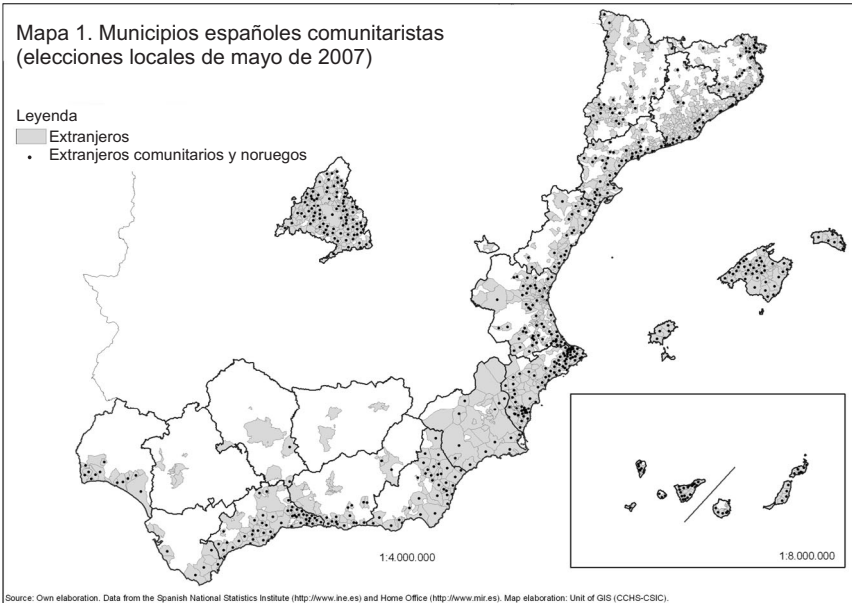 Mapa 1. Municipios españoles comunitaristas
(elecciones locales de mayo de 2007)
Leyenda
Extranjeros
Extranjeros comunitarios y noruegos
1:4.000.000
1:8.000.000
Source: Own elaboration. Data from the Spanish National Statistics Institute (http://www.ine.es) and Home Office (http://www.mir.es). Map elaboration: Unit of GIS (CCHS-CSIC).